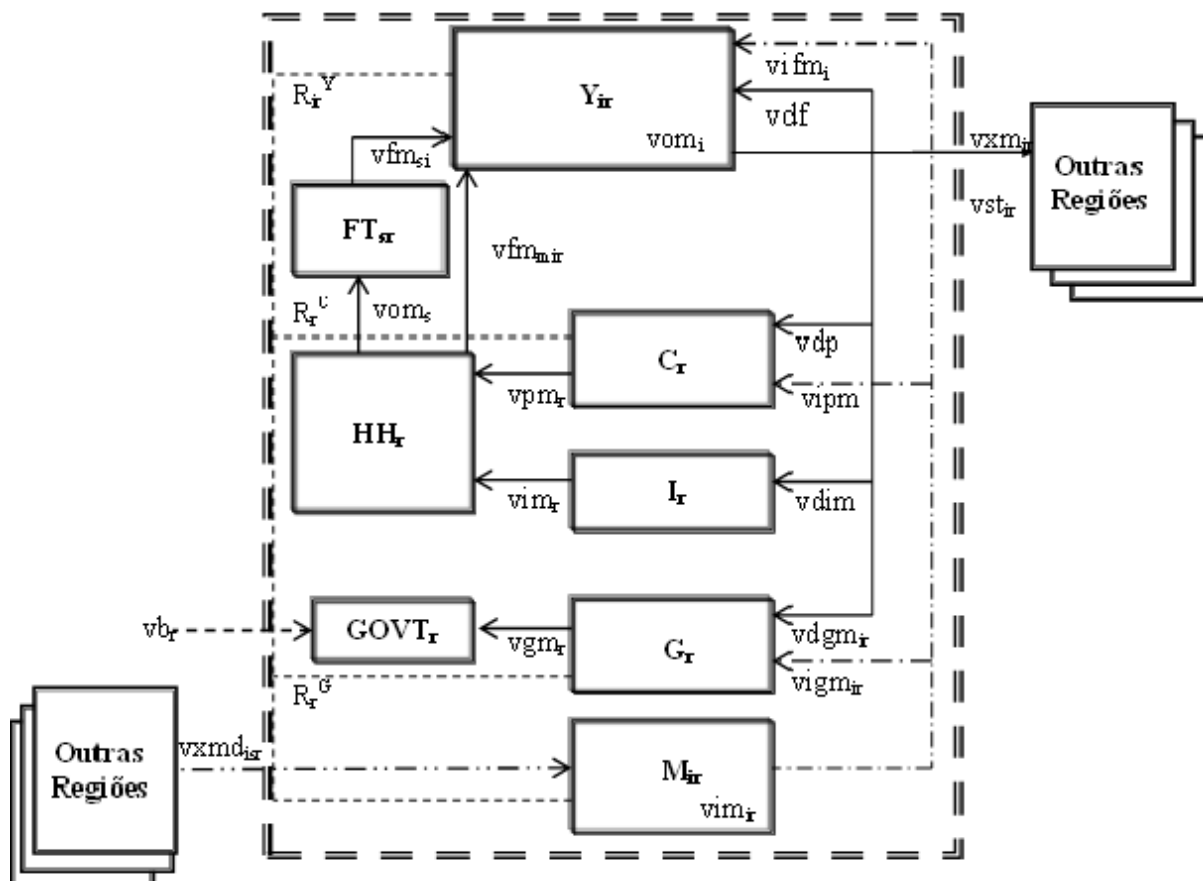 Y_ir
vom_i
R_ir^Y
vifm_i
vdf
vxm_ir
Outras
Regiões
vst_ir
vfm_si
FT_sr
vfm_mir
R_r^C
vom_s
C_r
vdp
vipm
vpm_r
HH_r
I_r
vim_r
vdim
vb_r
GOVT_r
vgm_r
G_r
vdgm_ir
vigm_ir
R_r^G
Outras
Regiões
vxmd_isr
M_ir
vim_ir